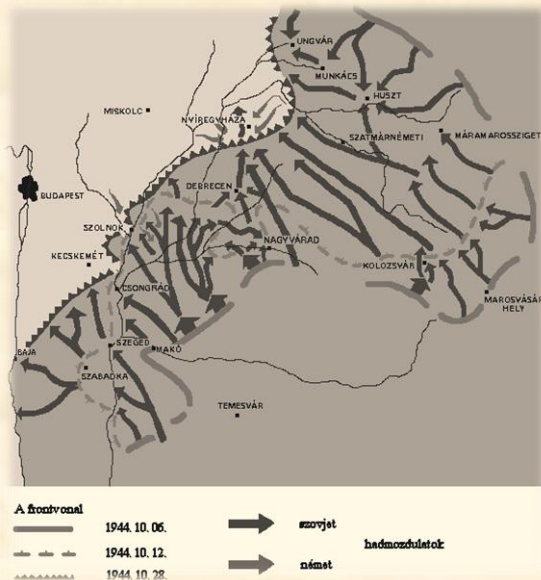 UNGVÁR
MUNKÁCS
HUSZT
MISKOLC
NYÍREGYHÁZA
SZATMÁRNÉMETI
MÁRAMAROSSZIGET
DEBRECEN
BUDAPEST
SZOLNOK
NAGYVÁRAD
KECSKEMÉT
KOLOZSVÁR
CSONGRÁD
MAROSVÁSÁR
HELY
SZEGED
MAKÓ
BAJA
SZABADKA
TEMESVÁR
A frontvonal
1944. 10. 06.
szovjet
hadmozdulatok
1944. 10. 12.
német
1944. 10. 28.